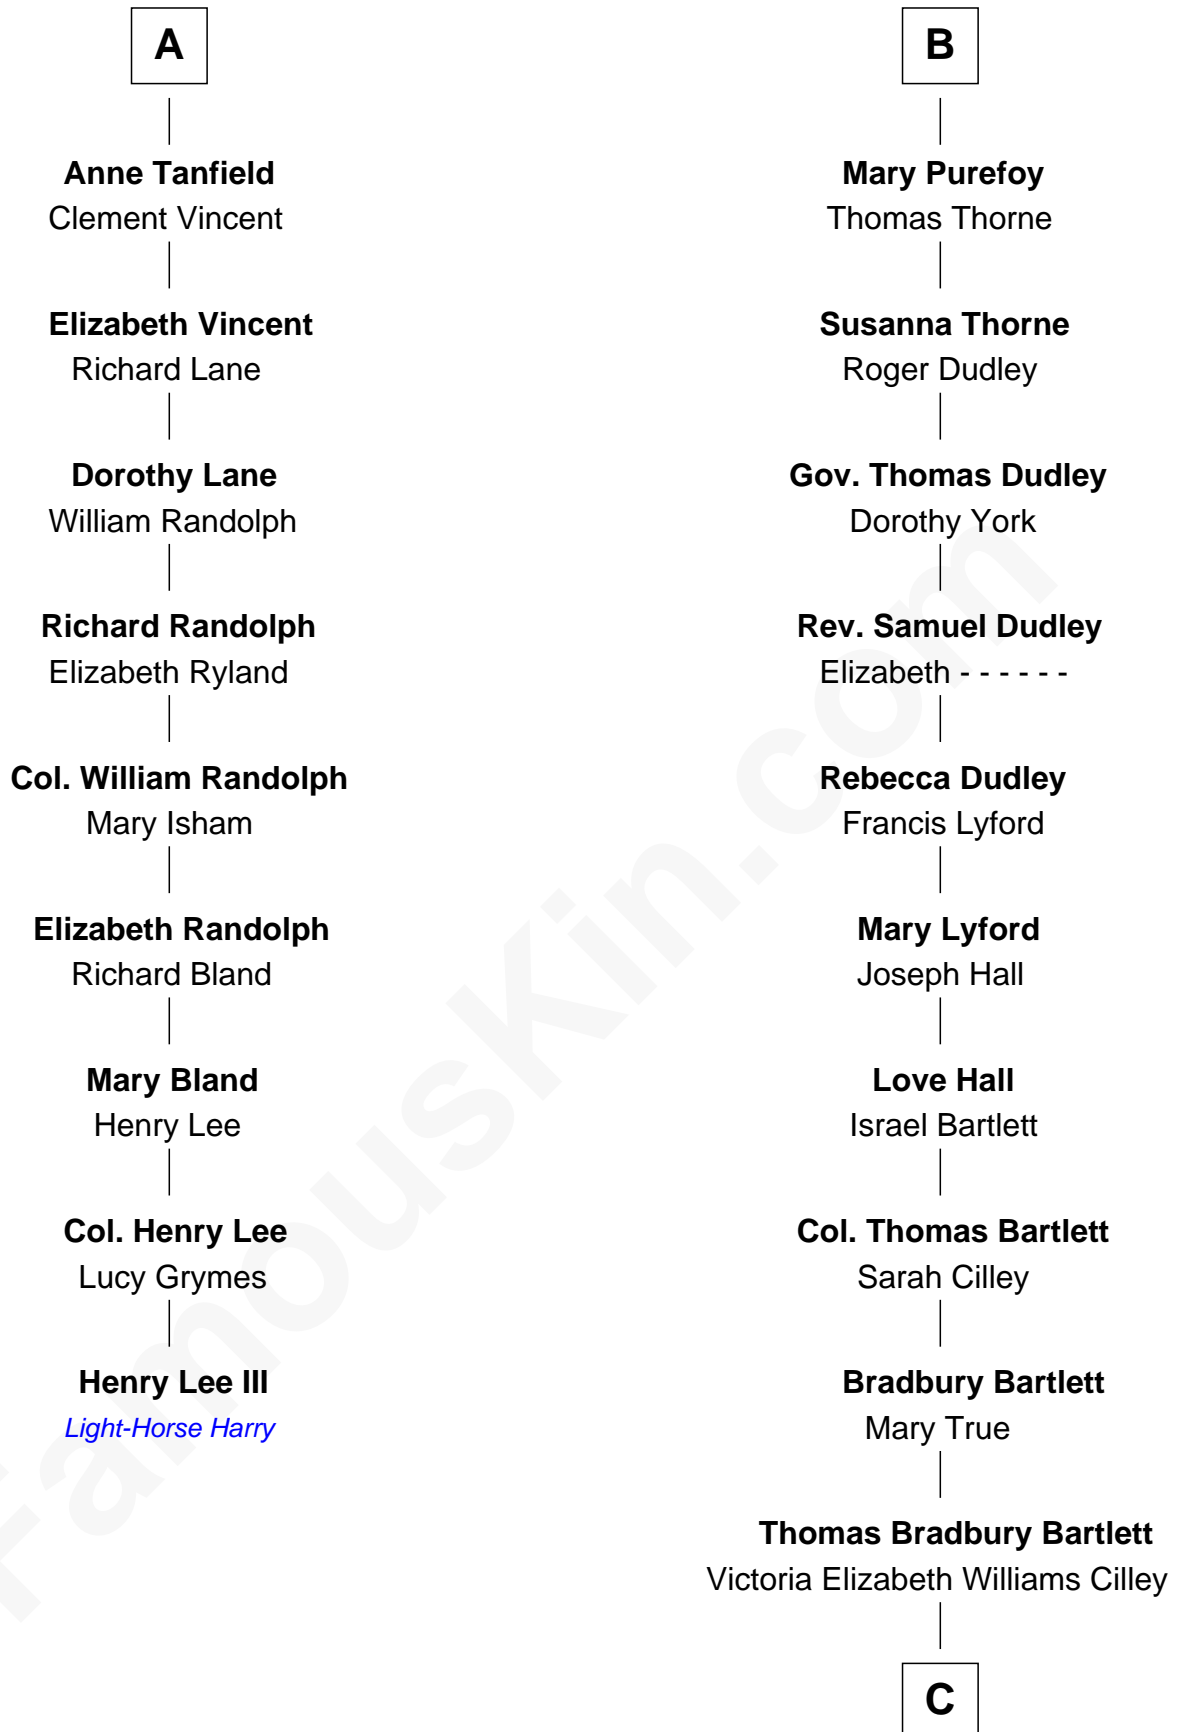 A
Anne Tanfield
Clement Vincent
Elizabeth Vincent
Richard Lane
Dorothy Lane
William Randolph
Richard Randolph
Elizabeth Ryland
Col. William Randolph
Mary Isham
Elizabeth Randolph
Richard Bland
Mary Bland
Henry Lee
Col. Henry Lee
Lucy Grymes
Henry Lee III
Light-Horse Harry
B
Mary Purefoy
Thomas Thorne
Susanna Thorne
Roger Dudley
Gov. Thomas Dudley
Dorothy York
Rev. Samuel Dudley
Elizabeth - - - - - -
Rebecca Dudley
Francis Lyford
Mary Lyford
Joseph Hall
Love Hall
Israel Bartlett
Col. Thomas Bartlett
Sarah Cilley
Bradbury Bartlett
Mary True
Thomas Bradbury Bartlett
Victoria Elizabeth Williams Cilley
C
FamousKin.com